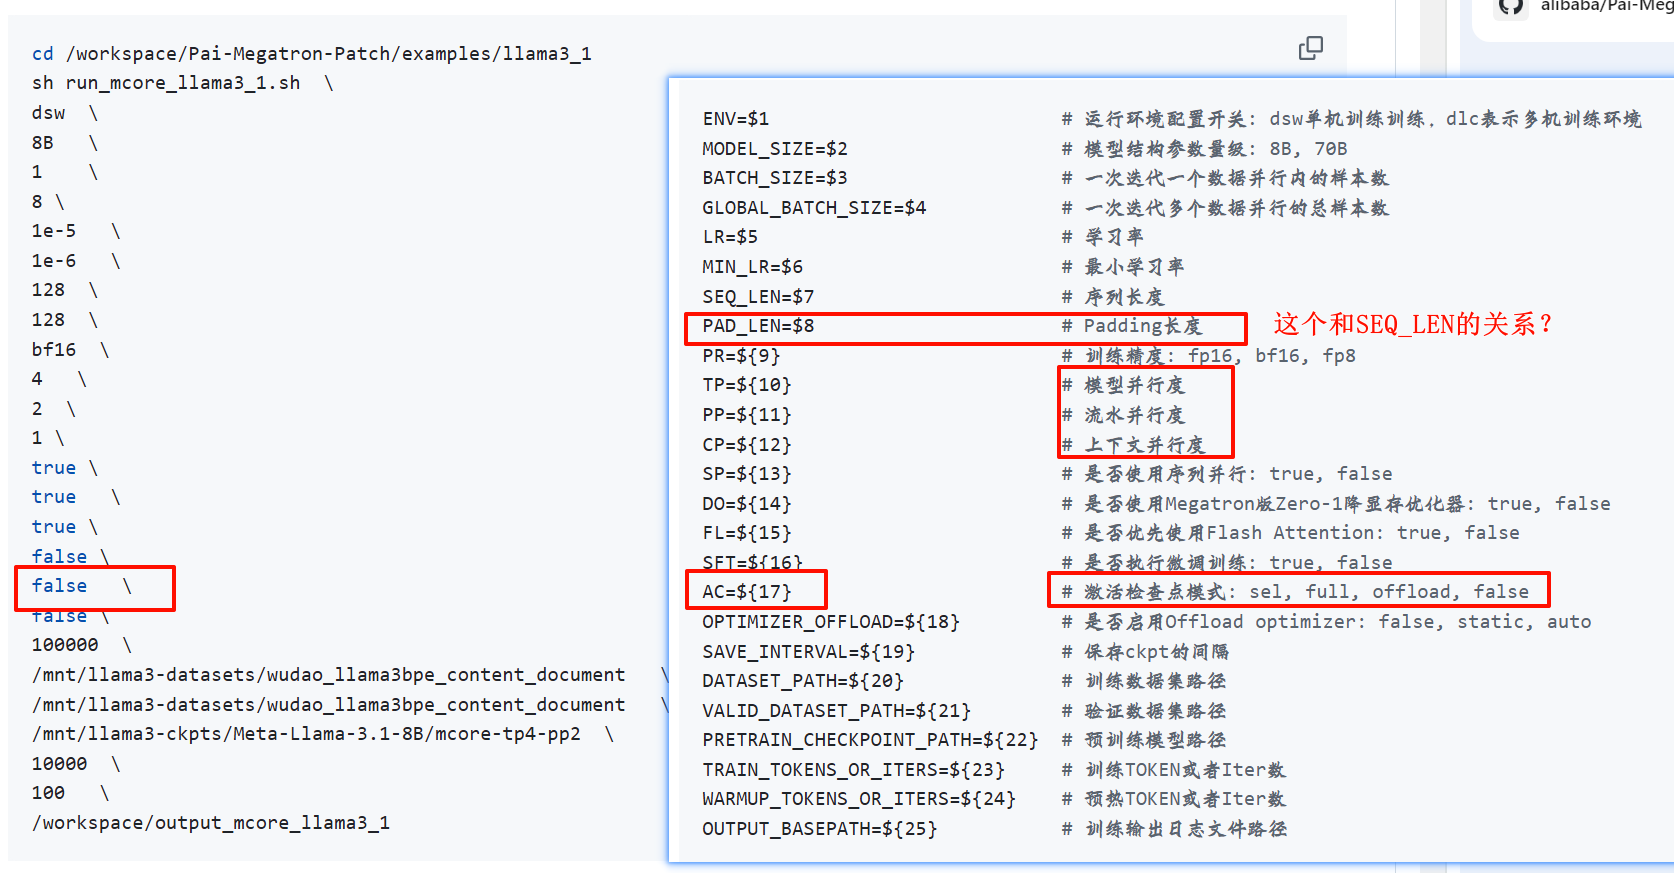 alibaba/Pai-Meg
cd /workspace/Pai-Megatron-Patch/examples/llama3_1
sh run_mcore_llama3_1.sh \
dsw \
8B \
1 \
8 \
1e-5 \
1e-6 \
128 \
128 \
bf16 \
4 \
2 \
1 \
true \
true \
true \
false \
false \
false \
100000 \
/mnt/llama3-datasets/wudao_llama3bpe_content_document \
/mnt/llama3-datasets/wudao_llama3bpe_content_document \
/mnt/llama3-ckpts/Meta-Llama-3.1-8B/mcore-tp4-pp2 \
10000 \
100 \
/workspace/output_mcore_llama3_1
ENV=$1 # 运行环境配置开关: dsw单机训练训练, dlc表示多机训练环境
MODEL_SIZE=$2 # 模型结构参数量级: 8B, 70B
BATCH_SIZE=$3 # 一次迭代一个数据并行内的样本数
GLOBAL_BATCH_SIZE=$4 # 一次迭代多个数据并行的总样本数
LR=$5 # 学习率
MIN_LR=$6 # 最小学习率
SEQ_LEN=$7 # 序列长度
PAD_LEN=$8 # Padding长度 这个和SEQ_LEN的关系?
PR=${9} # 训练精度: fp16, bf16, fp8
TP=${10} # 模型并行度
PP=${11} # 流水并行度
CP=${12} # 上下文并行度
SP=${13} # 是否使用序列并行: true, false
DO=${14} # 是否使用Megatron版Zero-1降显存优化器: true, false
FL=${15} # 是否优先使用Flash Attention: true, false
SFT=${16} # 是否执行微调训练: true, false
AC=${17} # 激活检查点模式: sel, full, offload, false
OPTIMIZER_OFFLOAD=${18} # 是否启用Offload optimizer: false, static, auto
SAVE_INTERVAL=${19} # 保存ckpt的间隔
DATASET_PATH=${20} # 训练数据集路径
VALID_DATASET_PATH=${21} # 验证数据集路径
PRETRAIN_CHECKPOINT_PATH=${22} # 预训练模型路径
TRAIN_TOKENS_OR_ITERS=${23} # 训练TOKEN或者Iter数
WARMUP_TOKENS_OR_ITERS=${24} # 预热TOKEN或者Iter数
OUTPUT_BASEPATH=${25} # 训练输出日志文件路径